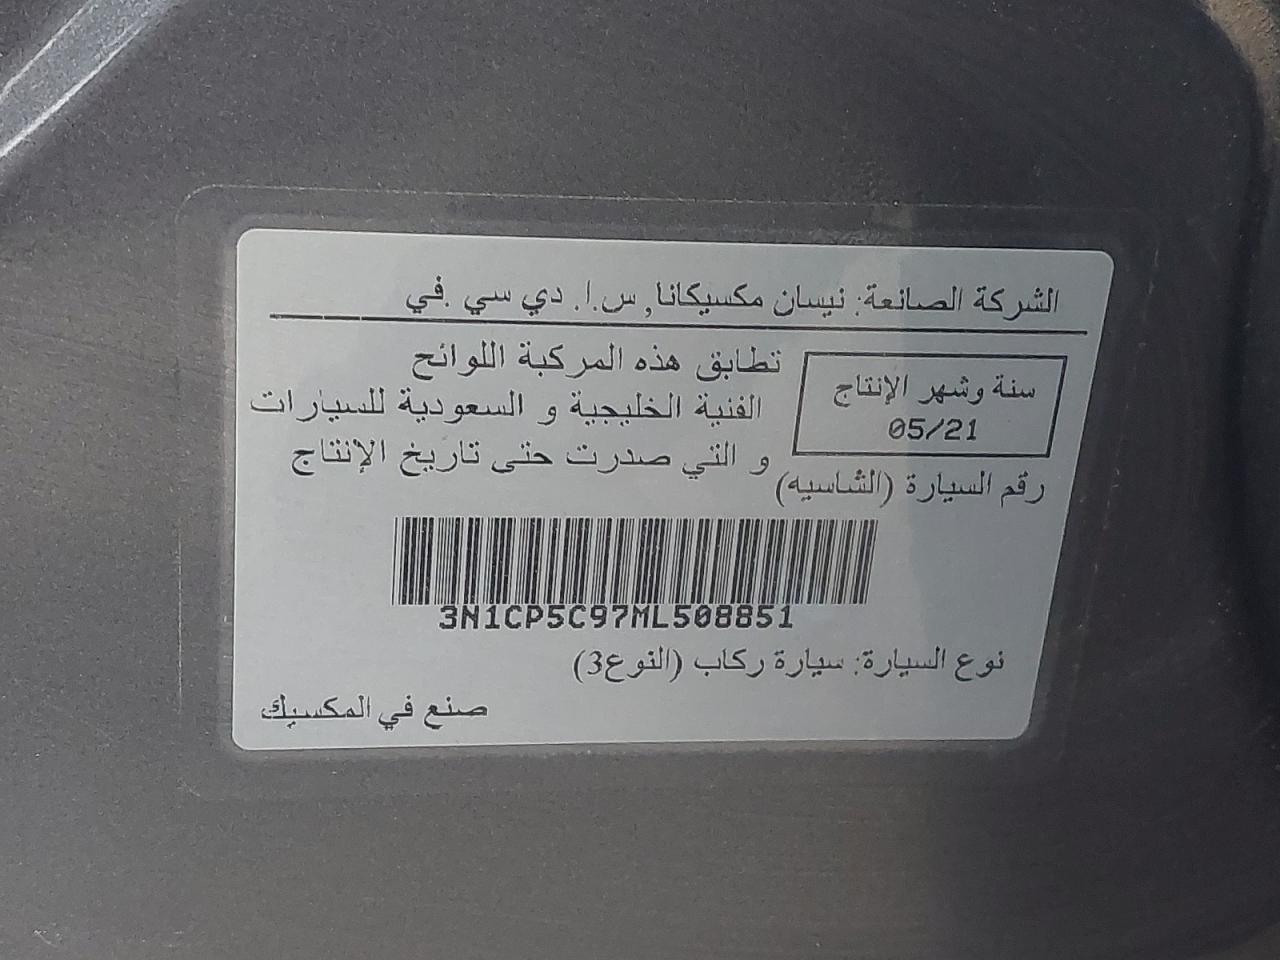 الشركة الصانعة: نيسان مكسيكانا, س.ا. دي سي .في
سنة وشهر الإنتاج
05/21
تطابق هذه المركبة اللوائح
الفنية الخليجية و السعودية للسيارات
و التي صدرت حتى تاريخ الإنتاج
رقم السيارة (الشاسيه)
3N1CP5C97ML508851
نوع السيارة: سيارة ركاب (النوع3)
صنع في المكسيك